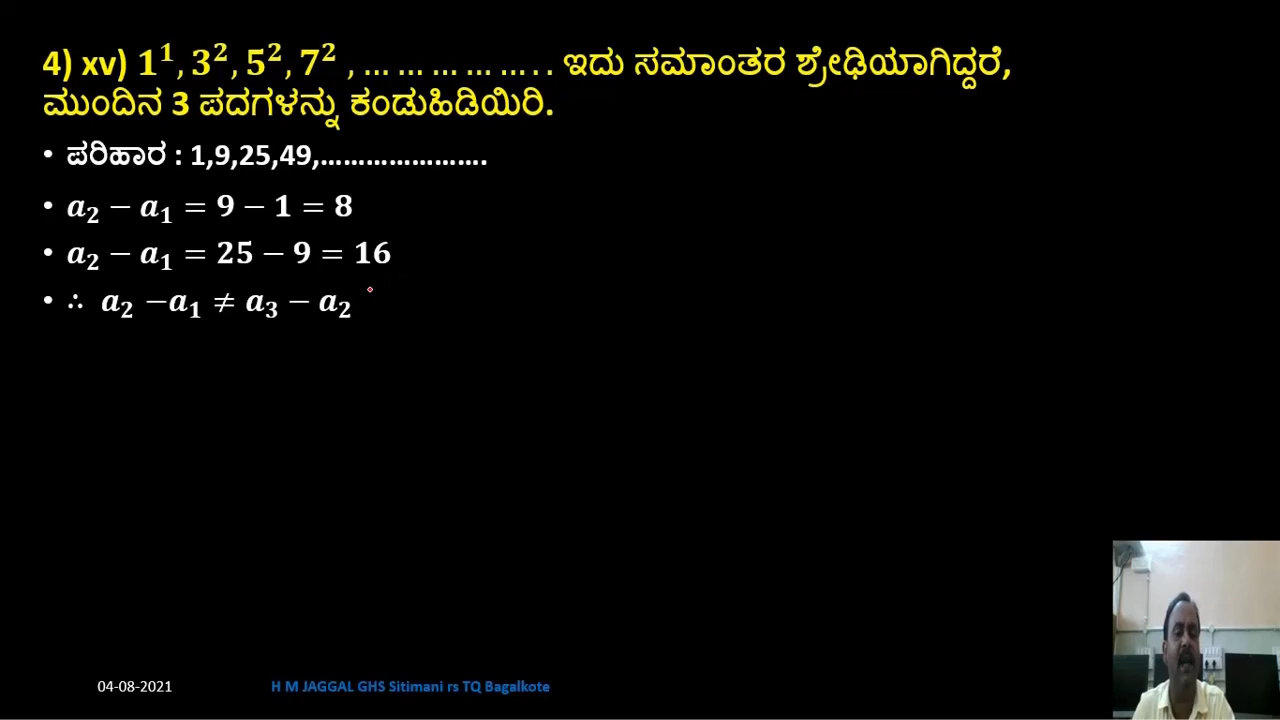 4) xv) 1¹, 3², 5², 7² , … … … … … . . ಇದು ಸಮಾಂತರ ಶ್ರೇಢಿಯಾಗಿದ್ದರೆ,
ಮುಂದಿನ 3 ಪದಗಳನ್ನು ಕಂಡುಹಿಡಿಯಿರಿ.
• ಪರಿಹಾರ : 1,9,25,49,………………….
• a₂ − a₁ = 9 − 1 = 8
• a₂ − a₁ = 25 − 9 = 16
• ∴ a₂ −a₁ ≠ a₃ − a₂
04-08-2021 H M JAGGAL GHS Sitimani rs TQ Bagalkote